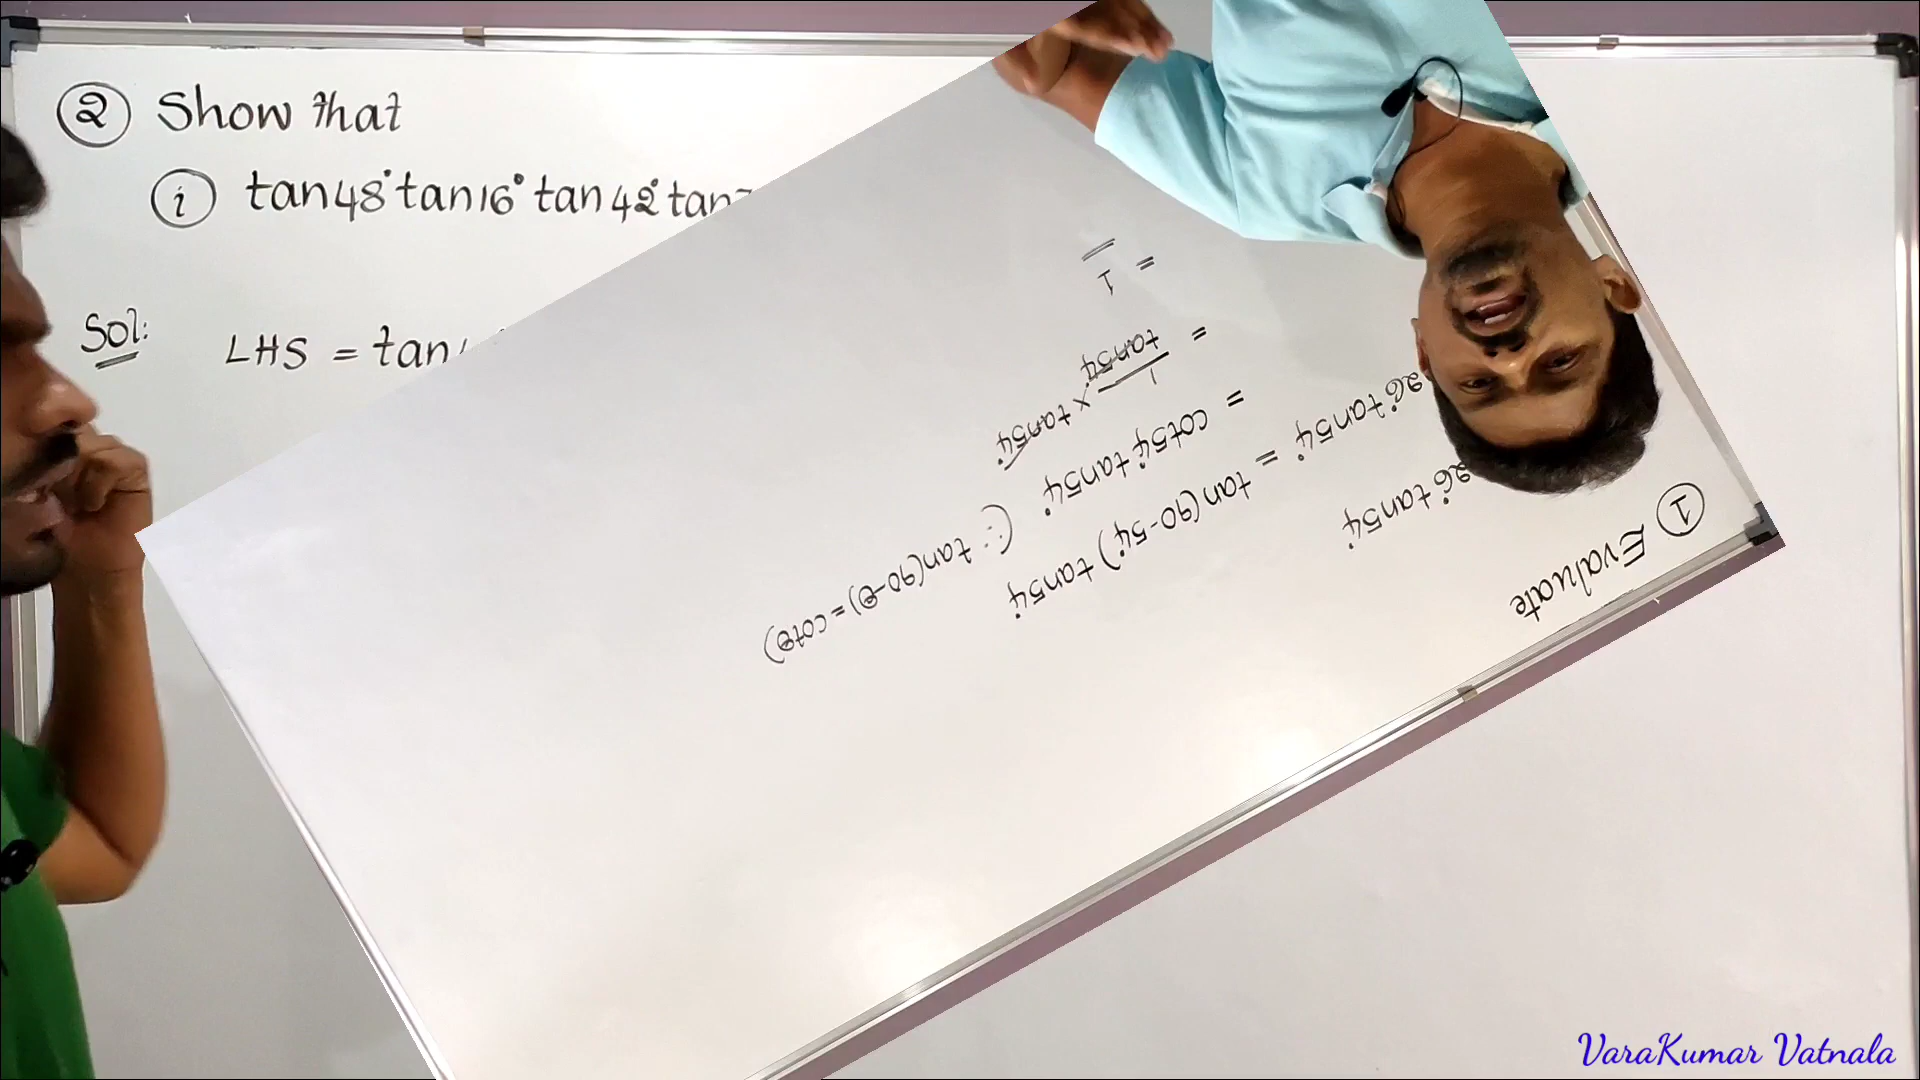 ② Show that
(i) tan48° tan16° tan42° tan
Sol: LHS = tan
① Evaluate
26° tan54°
26° tan54° = tan(90-54°) tan54°
= cot54° tan54° (∵ tan(90-θ) = cotθ)
= 1/tan54° × tan54°
= 1
VaraKumar Vatnala